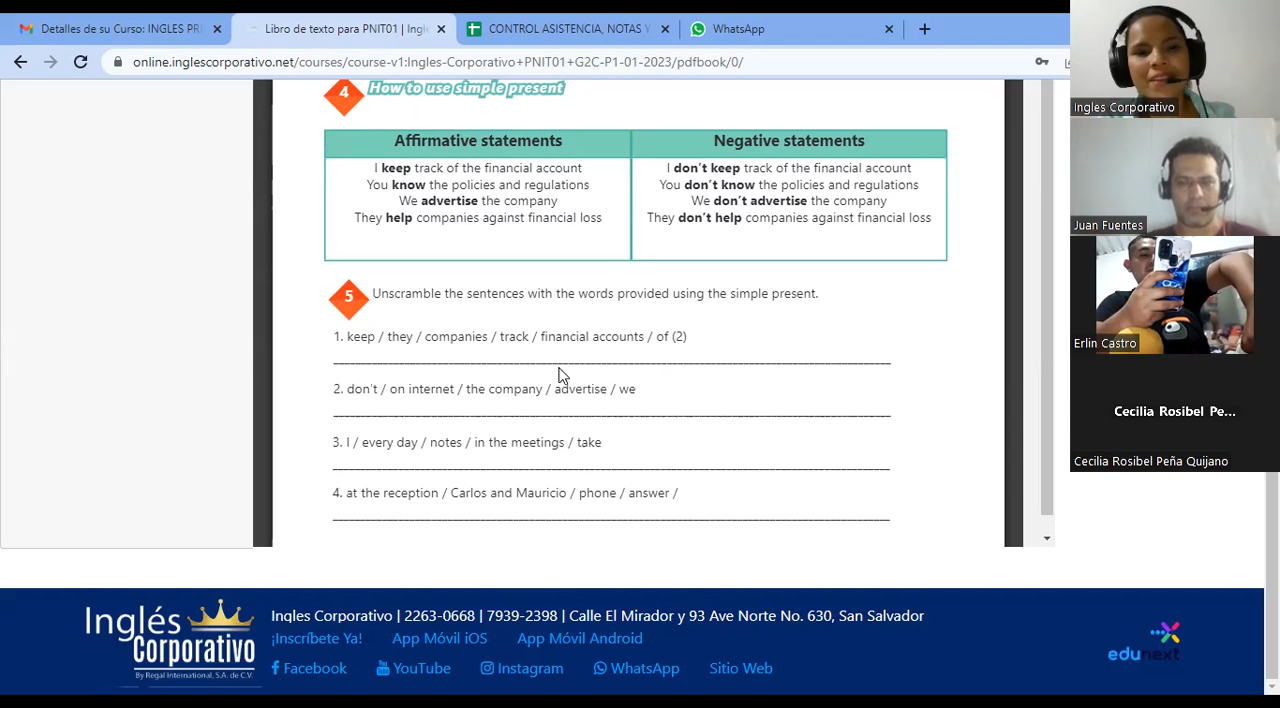 Detalles de su Curso: INGLES PR
Libro de texto para PNIT01 | Ingle
CONTROL ASISTENCIA, NOTAS Y
WhatsApp
online.inglescorporativo.net/courses/course-v1:Ingles-Corporativo+PNIT01+G2C-P1-01-2023/pdfbook/0/
4 How to use simple present
Affirmative statements
I keep track of the financial account
You know the policies and regulations
We advertise the company
They help companies against financial loss
Negative statements
I don't keep track of the financial account
You don't know the policies and regulations
We don't advertise the company
They don't help companies against financial loss
5 Unscramble the sentences with the words provided using the simple present.
1. keep / they / companies / track / financial accounts / of (2)
2. don't / on internet / the company / advertise / we
3. I / every day / notes / in the meetings / take
4. at the reception / Carlos and Mauricio / phone / answer /
Ingles Corporativo
Juan Fuentes
Erlin Castro
Cecilia Rosibel Pe...
Cecilia Rosibel Peña Quijano
Inglés
Corporativo
By Regal International, S.A. de C.V.
Ingles Corporativo | 2263-0668 | 7939-2398 | Calle El Mirador y 93 Ave Norte No. 630, San Salvador
¡Inscríbete Ya! App Móvil iOS App Móvil Android
Facebook YouTube Instagram WhatsApp Sitio Web
edunext